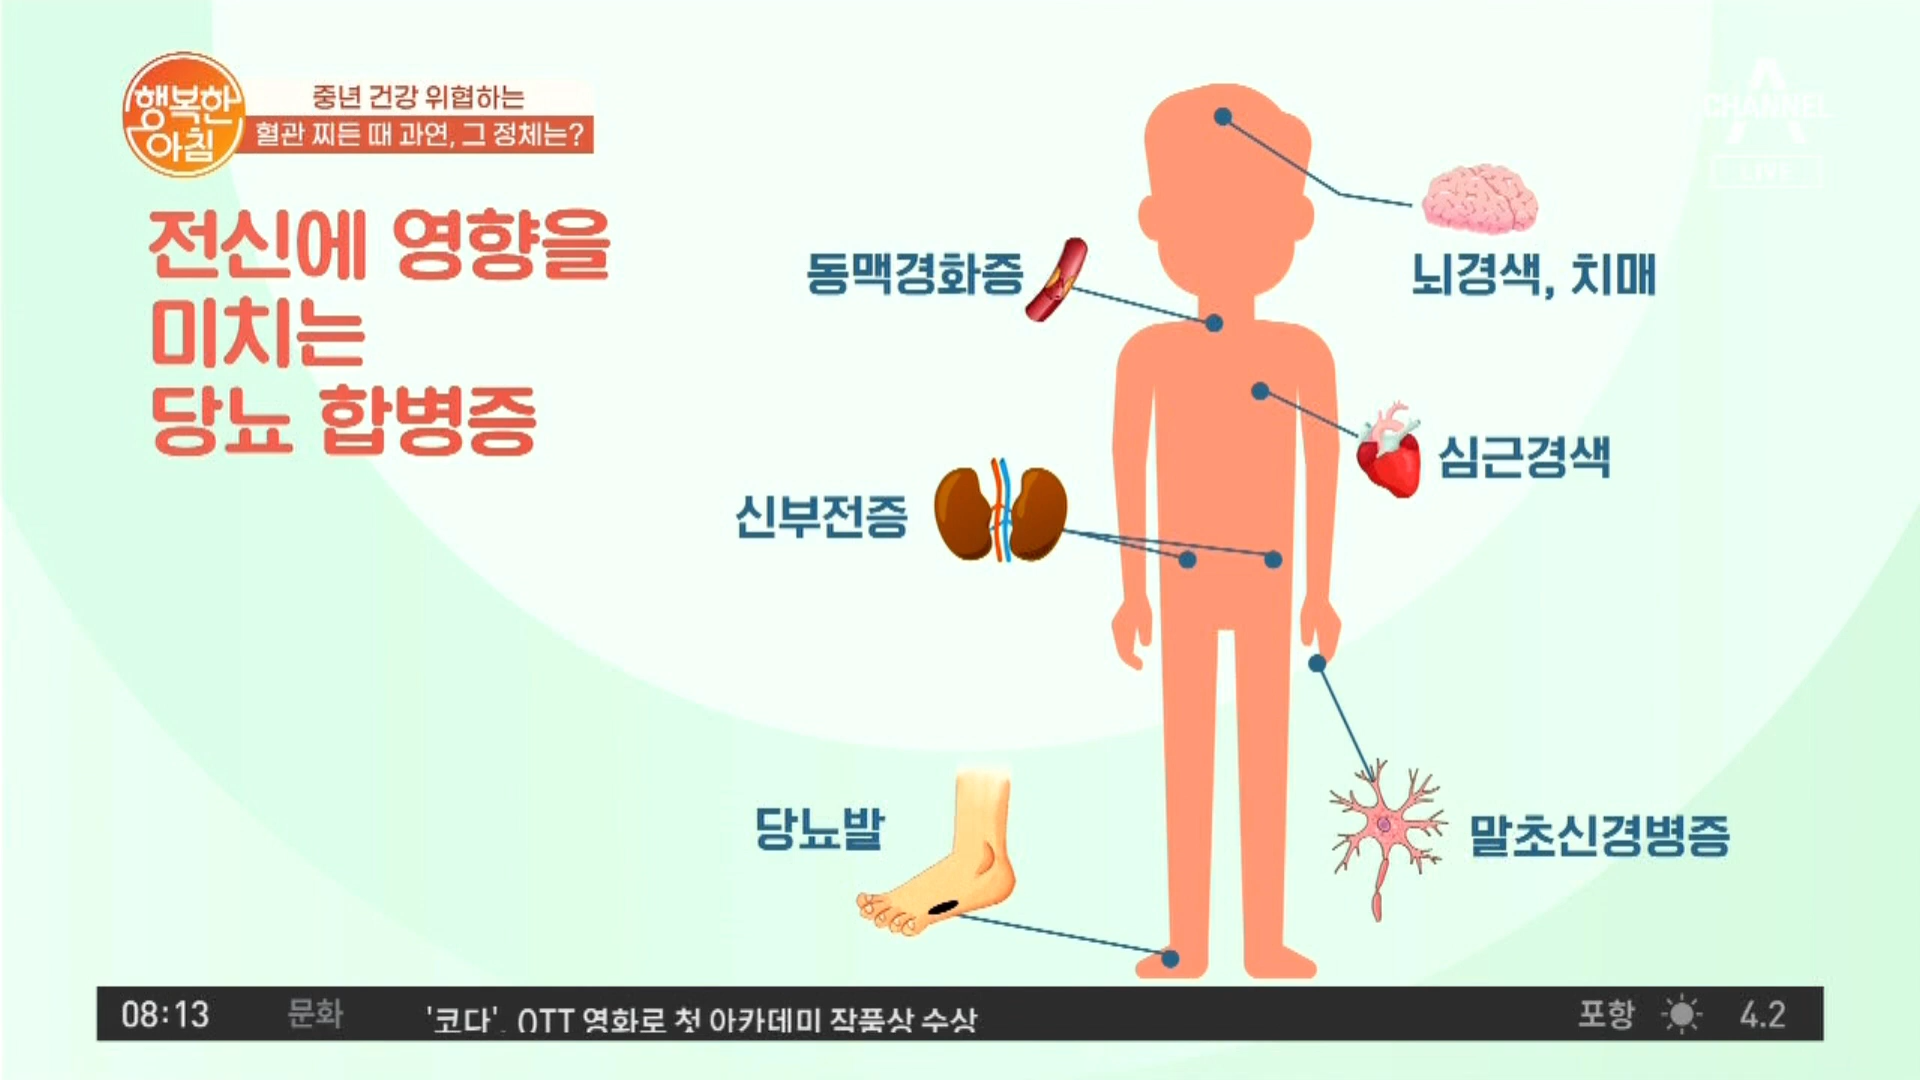 행복한
아침
중년 건강 위협하는
혈관 찌든 때 과연, 그 정체는?
전신에 영향을
미치는
당뇨 합병증
CHANNEL A
LIVE
뇌경색, 치매
동맥경화증
심근경색
신부전증
당뇨발
말초신경병증
08:13 문화 '코다', OTT 영화로 첫 아카데미 작품상 수상 포항 4.2